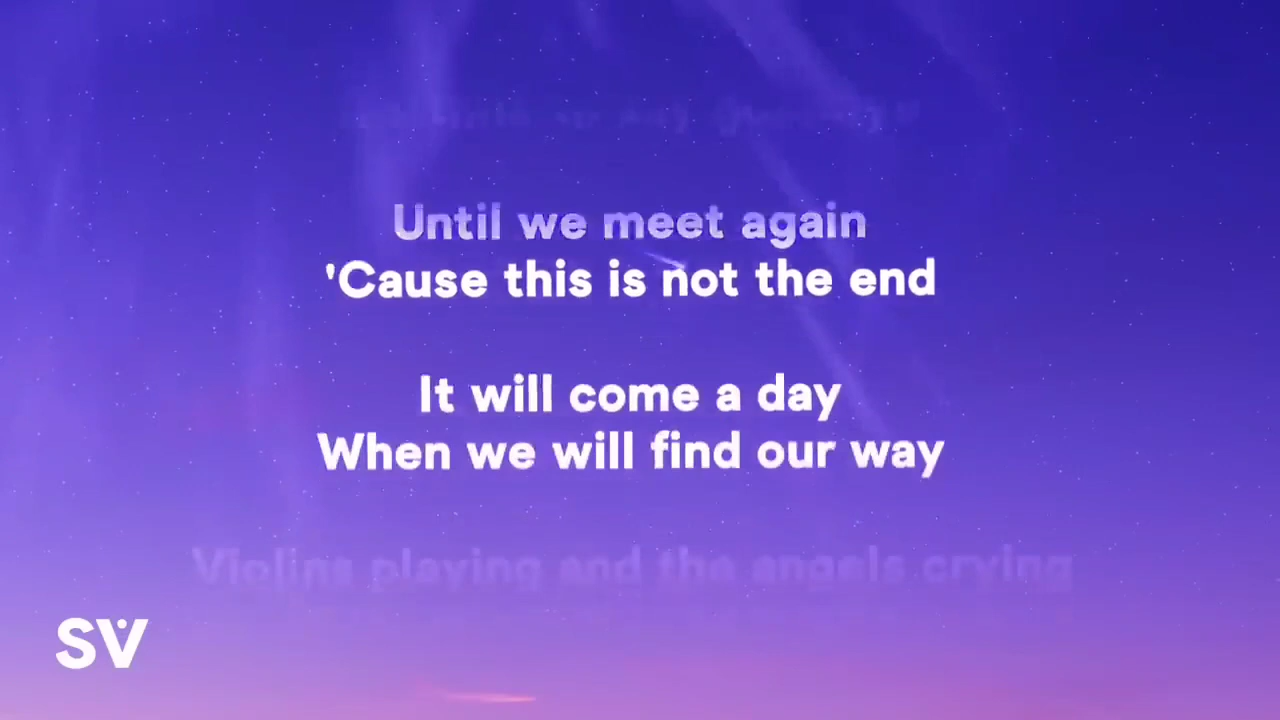 Until we meet again
'Cause this is not the end
It will come a day
When we will find our way
Violins playing and the angels crying
SV